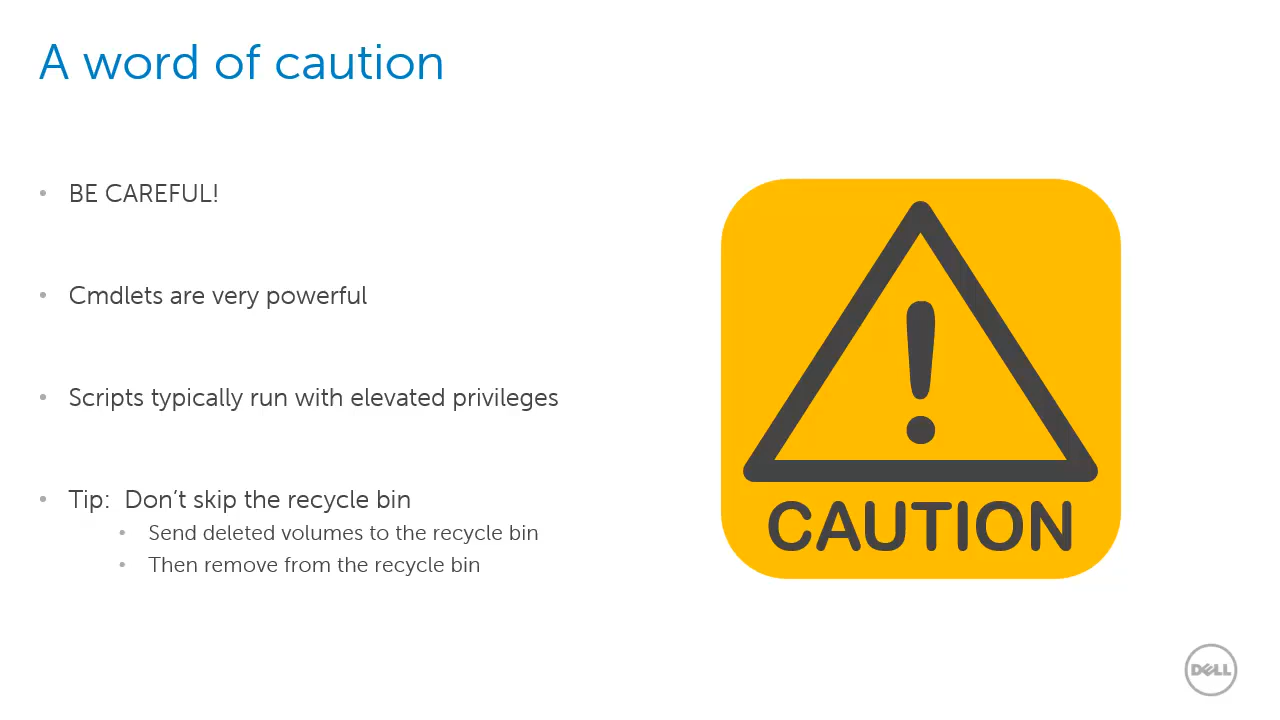 A word of caution
• BE CAREFUL!
• Cmdlets are very powerful
• Scripts typically run with elevated privileges
• Tip:  Don’t skip the recycle bin
• Send deleted volumes to the recycle bin
• Then remove from the recycle bin
CAUTION
DELL